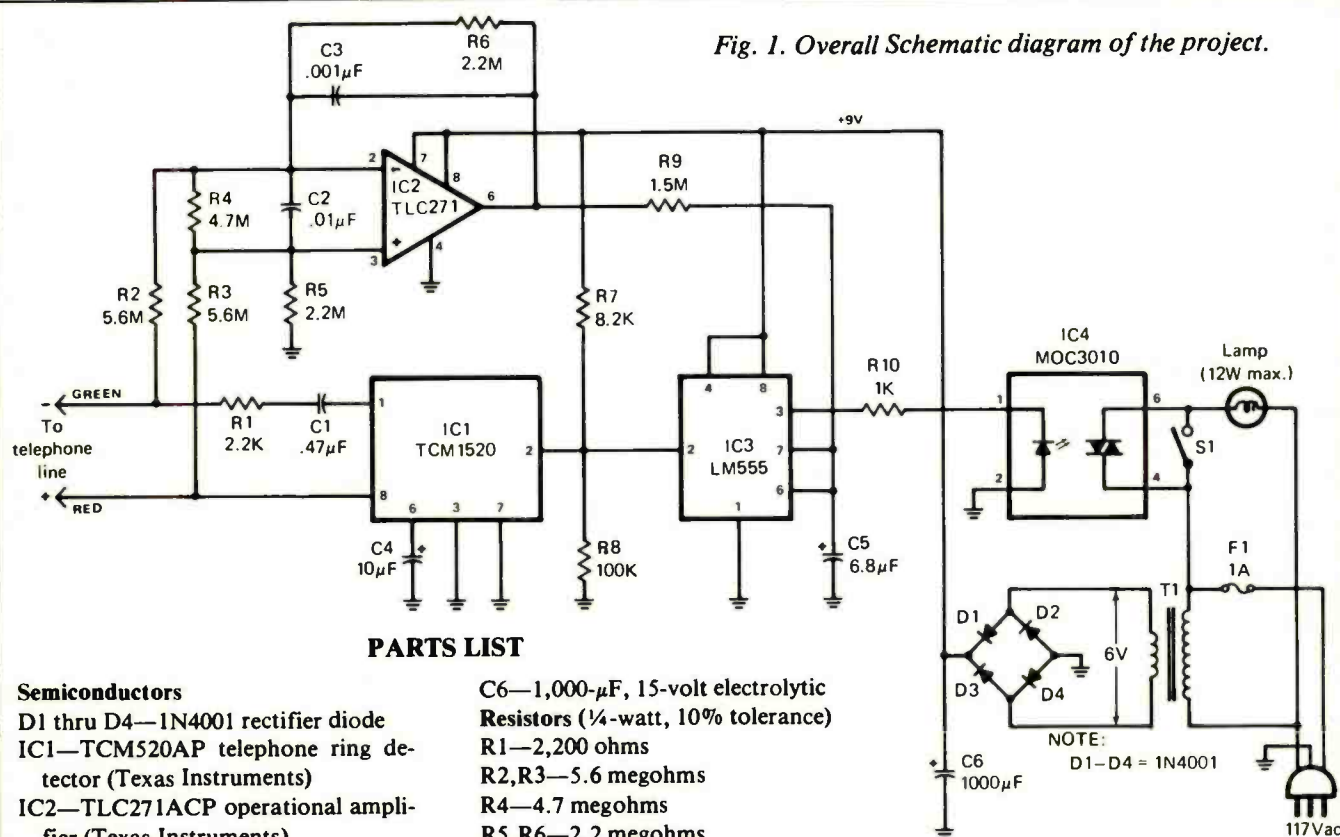 Fig. 1. Overall Schematic diagram of the project.
R6
2.2M
C3
.001µF
+9V
R9
1.5M
2
7
8
IC2
TLC271
6
4
3
-
+
R4
4.7M
C2
.01µF
R2
5.6M
R3
5.6M
R5
2.2M
R7
8.2K
IC4
MOC3010
Lamp
(12W max.)
R10
1K
- GREEN
To
telephone
line
+ RED
R1
2.2K
C1
.47µF
1
IC1
TCM1520
2
8
6
3
7
4
8
3
2
IC3
LM555
7
6
1
1
2
6
4
S1
C4
10µF
+
R8
100K
+
C5
6.8µF
F1
1A
T1
D1
D2
D3
D4
6V
NOTE:
D1-D4 = 1N4001
+
C6
1000µF
117Vac
PARTS LIST
Semiconductors
D1 thru D4—1N4001 rectifier diode
IC1—TCM520AP telephone ring de-
tector (Texas Instruments)
IC2—TLC271ACP operational ampli-
fier (Texas Instruments)
C6—1,000-µF, 15-volt electrolytic
Resistors (¼-watt, 10% tolerance)
R1—2,200 ohms
R2,R3—5.6 megohms
R4—4.7 megohms
R5,R6—2.2 megohms